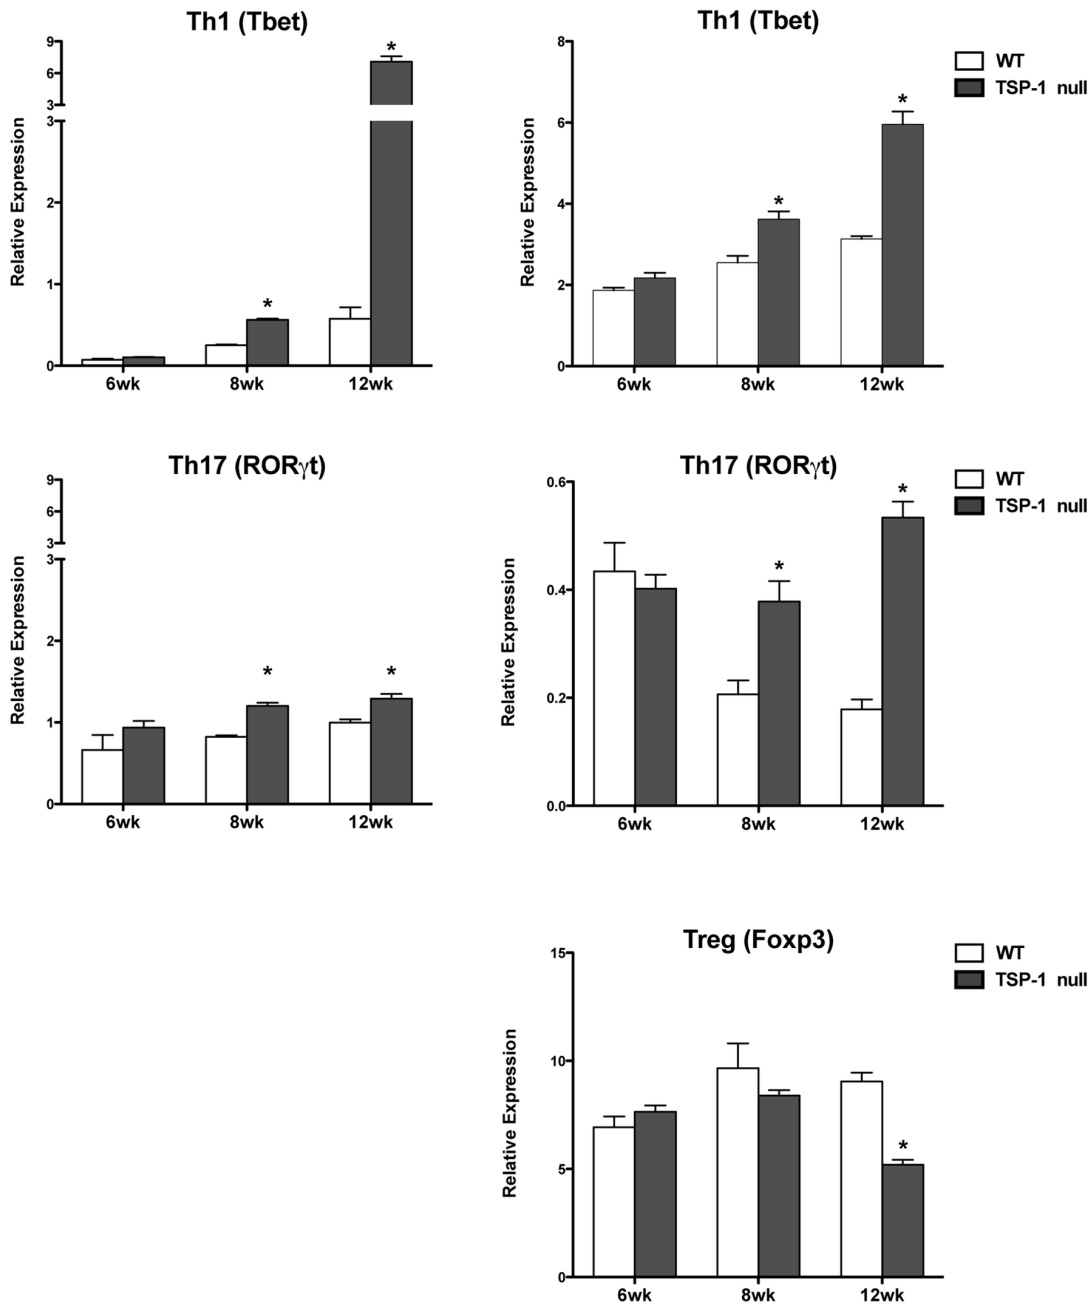 Th1 (Tbet)
9
6
3
3
2
1
0
Relative Expression
*
*
6wk 8wk 12wk
Th1 (Tbet)
8
6
4
2
0
Relative Expression
*
*
6wk 8wk 12wk
WT
TSP-1 null
Th17 (RORγt)
9
6
3
3
2
1
0
Relative Expression
*
*
6wk 8wk 12wk
Th17 (RORγt)
0.6
0.4
0.2
0.0
Relative Expression
*
*
6wk 8wk 12wk
WT
TSP-1 null
Treg (Foxp3)
15
10
5
0
Relative Expression
*
6wk 8wk 12wk
WT
TSP-1 null